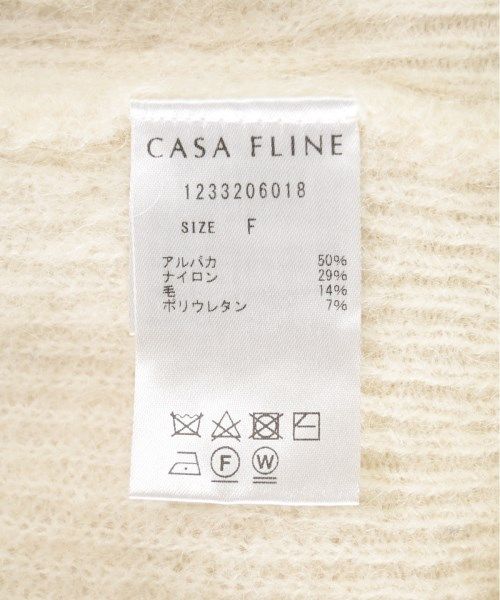 CASA FLINE
1233206018
SIZE F
アルパカ 50%
ナイロン 29%
毛 14%
ポリウレタン 7%
F W